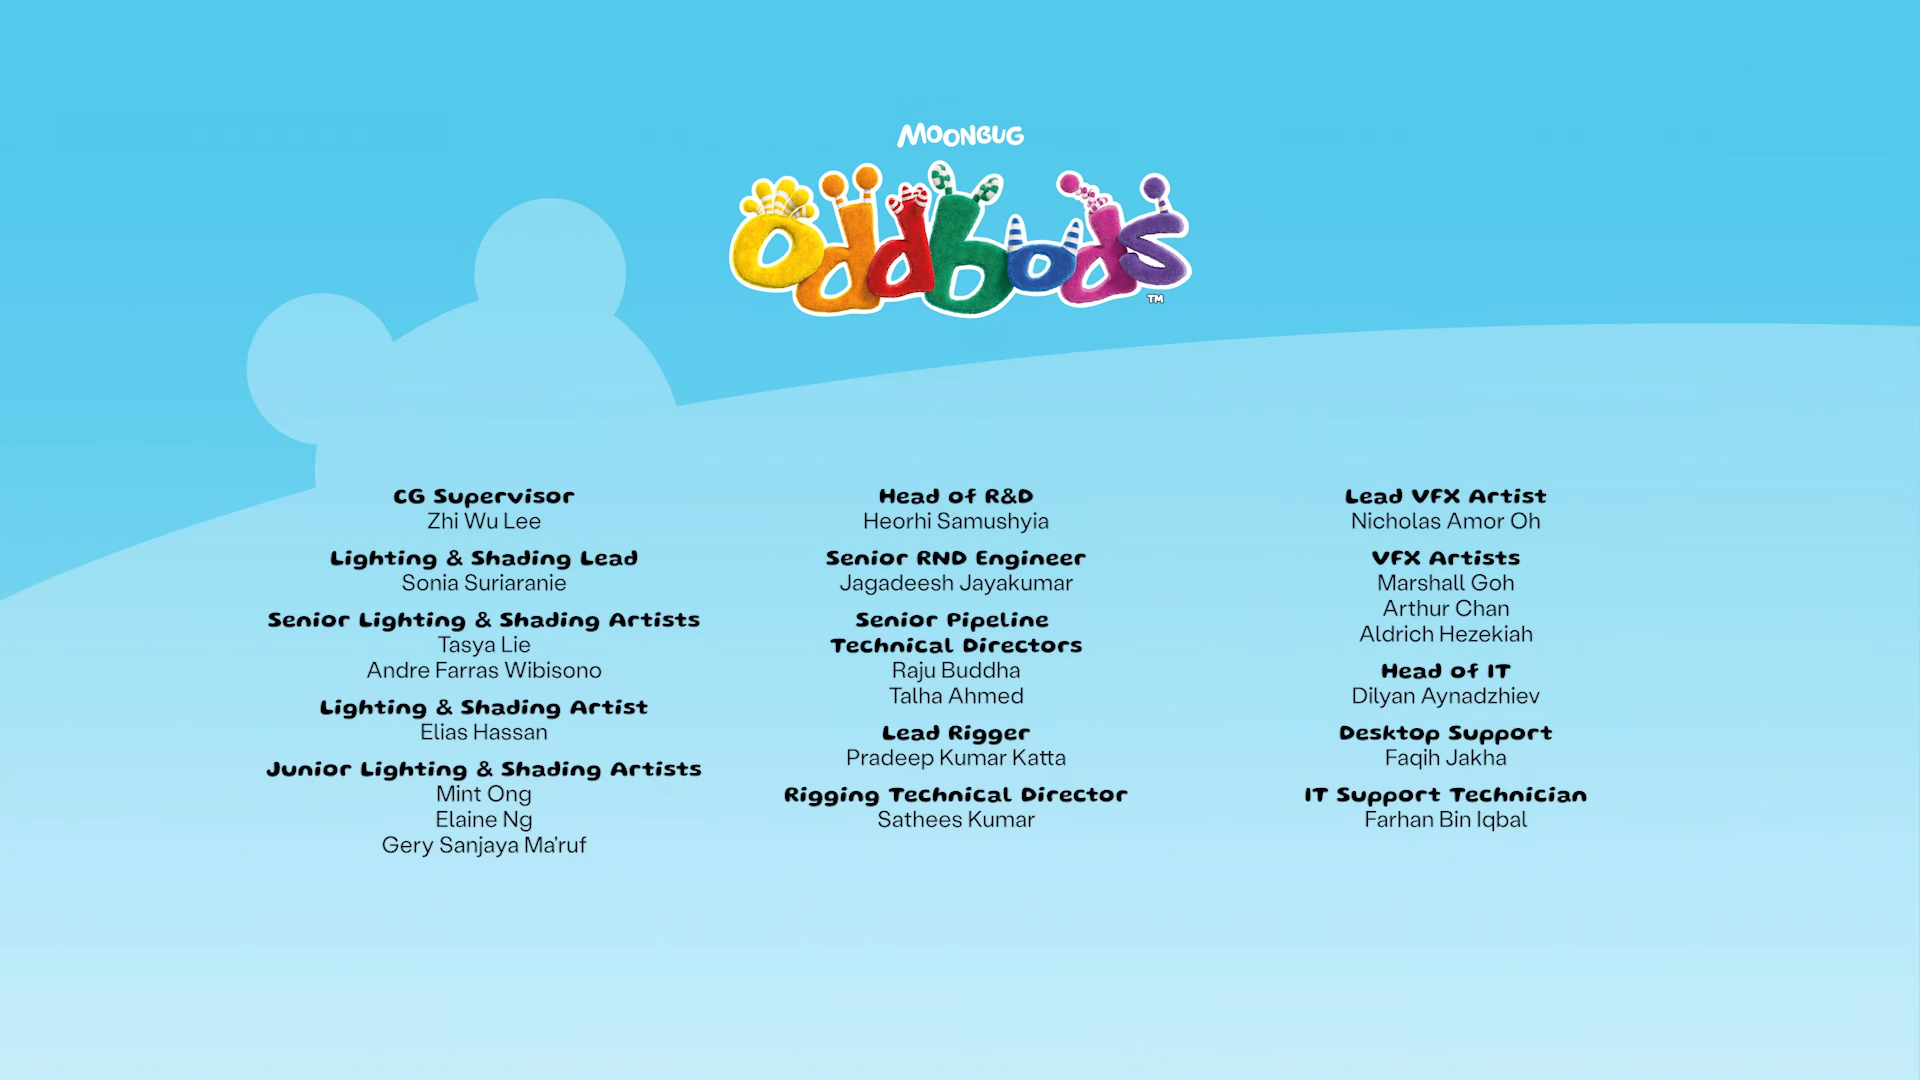 MOONBUG
oddbods
TM
CG Supervisor
Zhi Wu Lee
Lighting & Shading Lead
Sonia Suriaranie
Senior Lighting & Shading Artists
Tasya Lie
Andre Farras Wibisono
Lighting & Shading Artist
Elias Hassan
Junior Lighting & Shading Artists
Mint Ong
Elaine Ng
Gery Sanjaya Ma'ruf
Head of R&D
Heorhi Samushyia
Senior RND Engineer
Jagadeesh Jayakumar
Senior Pipeline
Technical Directors
Raju Buddha
Talha Ahmed
Lead Rigger
Pradeep Kumar Katta
Rigging Technical Director
Sathees Kumar
Lead VFX Artist
Nicholas Amor Oh
VFX Artists
Marshall Goh
Arthur Chan
Aldrich Hezekiah
Head of IT
Dilyan Aynadzhiev
Desktop Support
Faqih Jakha
IT Support Technician
Farhan Bin Iqbal